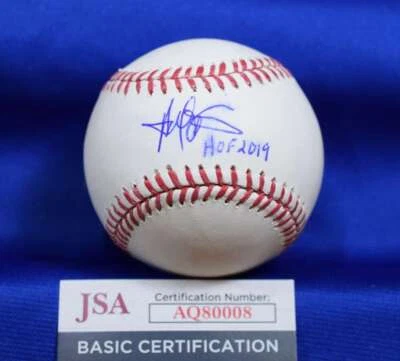 HOF 2019
JSA
Certification Number:
AQ80008
BASIC CERTIFICATION